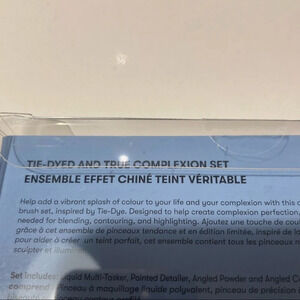 TIE-DYED AND TRUE COMPLEXION SET
ENSEMBLE EFFET CHINÉ TEINT VÉRITABLE
Help add a vibrant splash of colour to your life and your complexion with this
brush set, inspired by Tie-Dye. Designed to help create complexion perfection.
needed for blending, contouring, and highlighting. Ajoutez une touche de
grâce à cet ensemble de pinceaux tendance et en édition limitée, inspiré de
pour aider à créer un teint parfait, cet ensemble contient tous les pinceaux
sculpter et
Set Includes: Liquid Multi-Tasker, Pointed Detailer, Angled Powder and Angled
comprend : Pinceau à maquillage liquide polyvalent, pinceau de précision